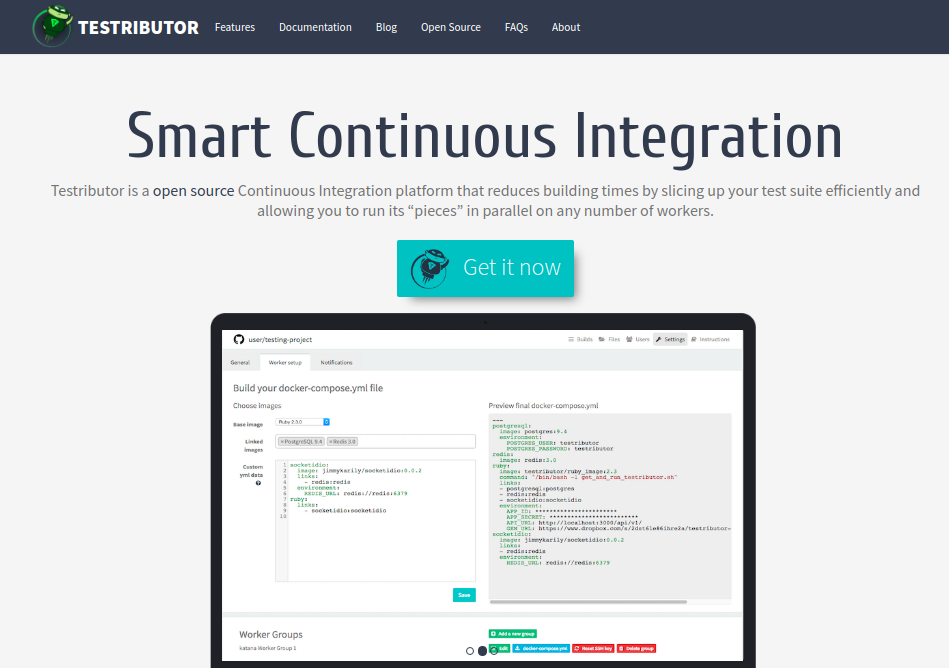 TESTRIBUTOR Features Documentation Blog Open Source FAQs About
Smart Continuous Integration
Testributor is a open source Continuous Integration platform that reduces building times by slicing up your test suite efficiently and
allowing you to run its “pieces” in parallel on any number of workers.
Get it now
user/testing-project Builds Files Users Settings Instructions
General Worker setup Notifications
Build your docker-compose.yml file
Choose images
Base image Ruby 2.3.0
Linked images ×PostgreSQL 9.4 ×Redis 3.0
Custom yml data
1 socketidio:
2 image: jimmykarily/socketidio:0.0.2
3 links:
4 - redis:redis
5 environment:
6 REDIS_URL: redis://redis:6379
7 ruby:
8 links:
9 - socketidio:socketidio
10
Save
Preview final docker-compose.yml
---
postgresql:
image: postgres:9.4
environment:
POSTGRES_USER: testributor
POSTGRES_PASSWORD: testributor
redis:
image: redis:3.0
ruby:
image: testributor/ruby_image:2.3
command: "/bin/bash -l get_and_run_testributor.sh"
links:
- postgresql:postgres
- redis:redis
- socketidio:socketidio
environment:
APP_ID: **********************
APP_SECRET: ************************
API_URL: http://localhost:3000/api/v1/
socketidio:
image: jimmykarily/socketidio:0.0.2
links:
- redis:redis
environment:
REDIS_URL: redis://redis:6379
Worker Groups
Add a new group
katana Worker Group 1
Edit docker-compose.yml Reset SSH key Delete group